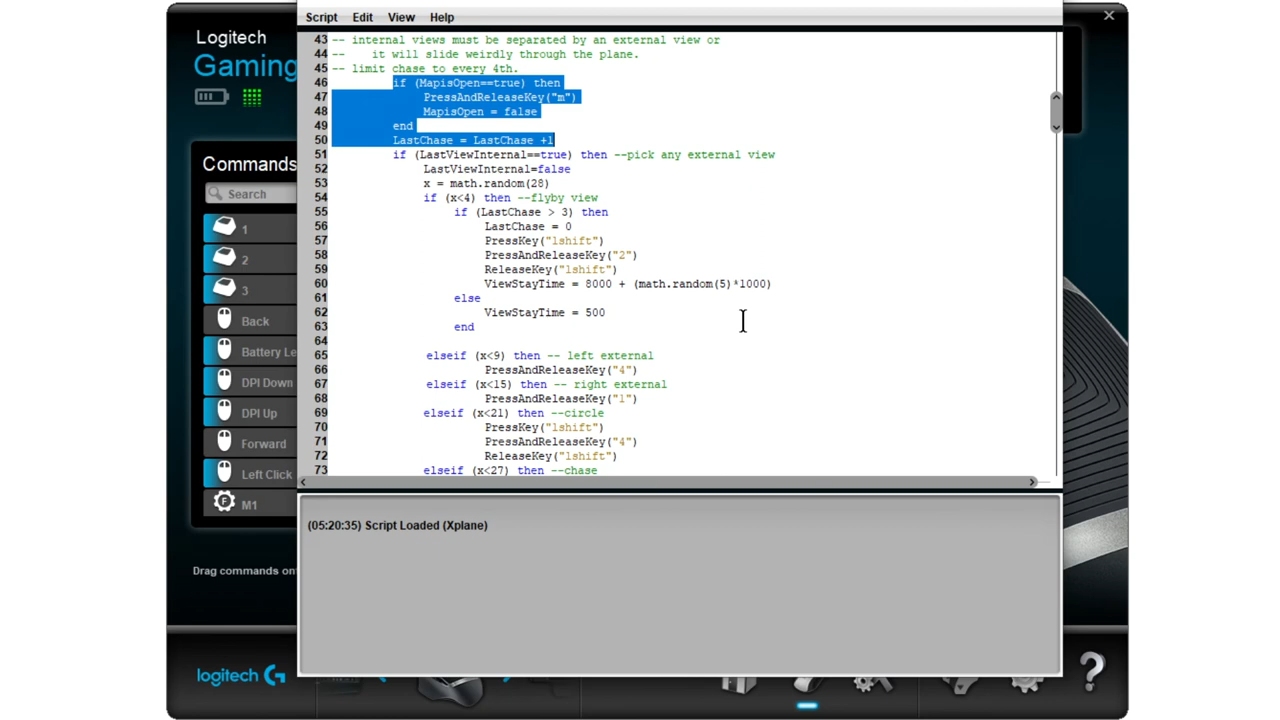 Script Edit View Help
Logitech
Gaming
Commands
Search
1
2
3
Back
Battery Le
DPI Down
DPI Up
Forward
Left Click
M1
Drag commands on
43 -- internal views must be separated by an external view or
44 -- it will slide weirdly through the plane.
45 -- limit chase to every 4th.
46 if (MapisOpen==true) then
47 PressAndReleaseKey("m")
48 MapisOpen = false
49 end
50 LastChase = LastChase +1
51 if (LastViewInternal==true) then --pick any external view
52 LastViewInternal=false
53 x = math.random(28)
54 if (x<4) then --flyby view
55 if (LastChase > 3) then
56 LastChase = 0
57 PressKey("lshift")
58 PressAndReleaseKey("2")
59 ReleaseKey("lshift")
60 ViewStayTime = 8000 + (math.random(5)*1000)
61 else
62 ViewStayTime = 500
63 end
64
65 elseif (x<9) then -- left external
66 PressAndReleaseKey("4")
67 elseif (x<15) then -- right external
68 PressAndReleaseKey("1")
69 elseif (x<21) then --circle
70 PressKey("lshift")
71 PressAndReleaseKey("4")
72 ReleaseKey("lshift")
73 elseif (x<27) then --chase
(05:20:35) Script Loaded (Xplane)
logitech G
?